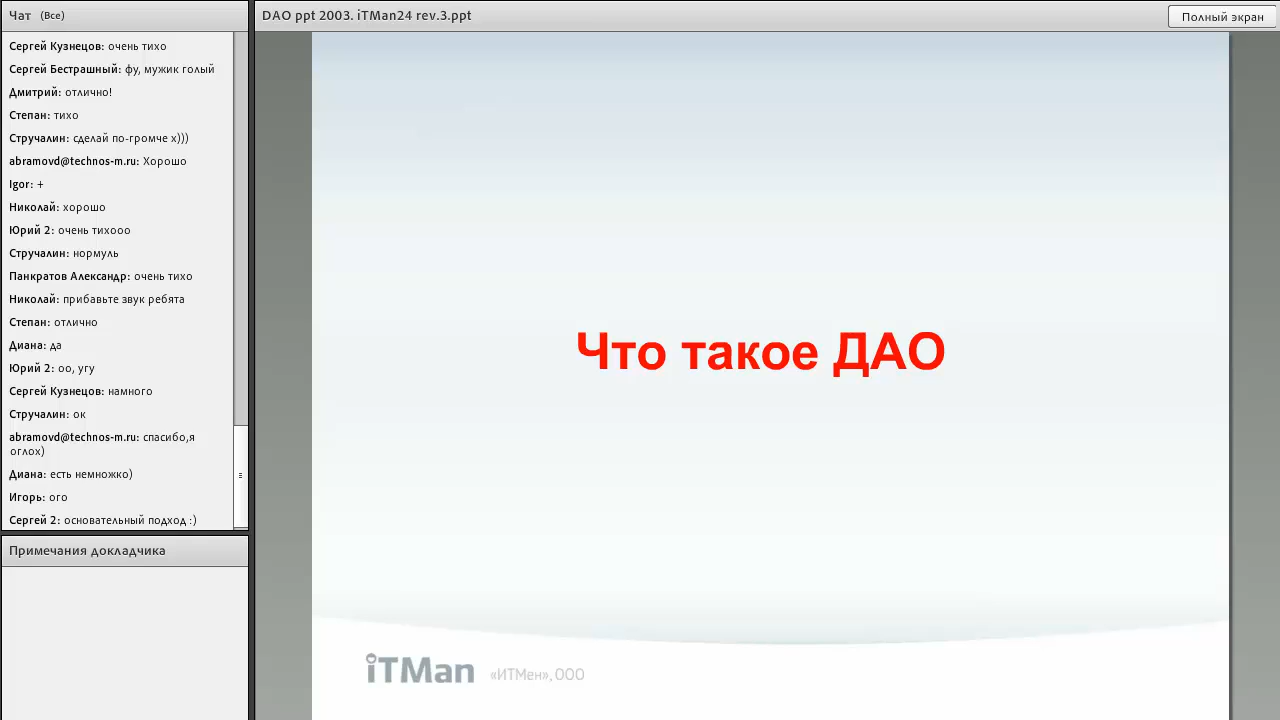 Чат (Все)
Сергей Кузнецов: очень тихо
Сергей Бестрашный: фу, мужик голый
Дмитрий: отлично!
Степан: тихо
Стручалин: сделай по-громче х)))
abramovd@technos-m.ru: Хорошо
Igor: +
Николай: хорошо
Юрий 2: очень тихооо
Стручалин: нормуль
Панкратов Александр: очень тихо
Николай: прибавьте звук ребята
Степан: отлично
Диана: да
Юрий 2: оо, угу
Сергей Кузнецов: намного
Стручалин: ок
abramovd@technos-m.ru: спасибо,я
оглох)
Диана: есть немножко)
Игорь: ого
Сергей 2: основательный подход :)
Примечания докладчика
DAO ppt 2003. iTMan24 rev.3.ppt
Полный экран
Что такое ДАО
iTMan «ИТМен», ООО